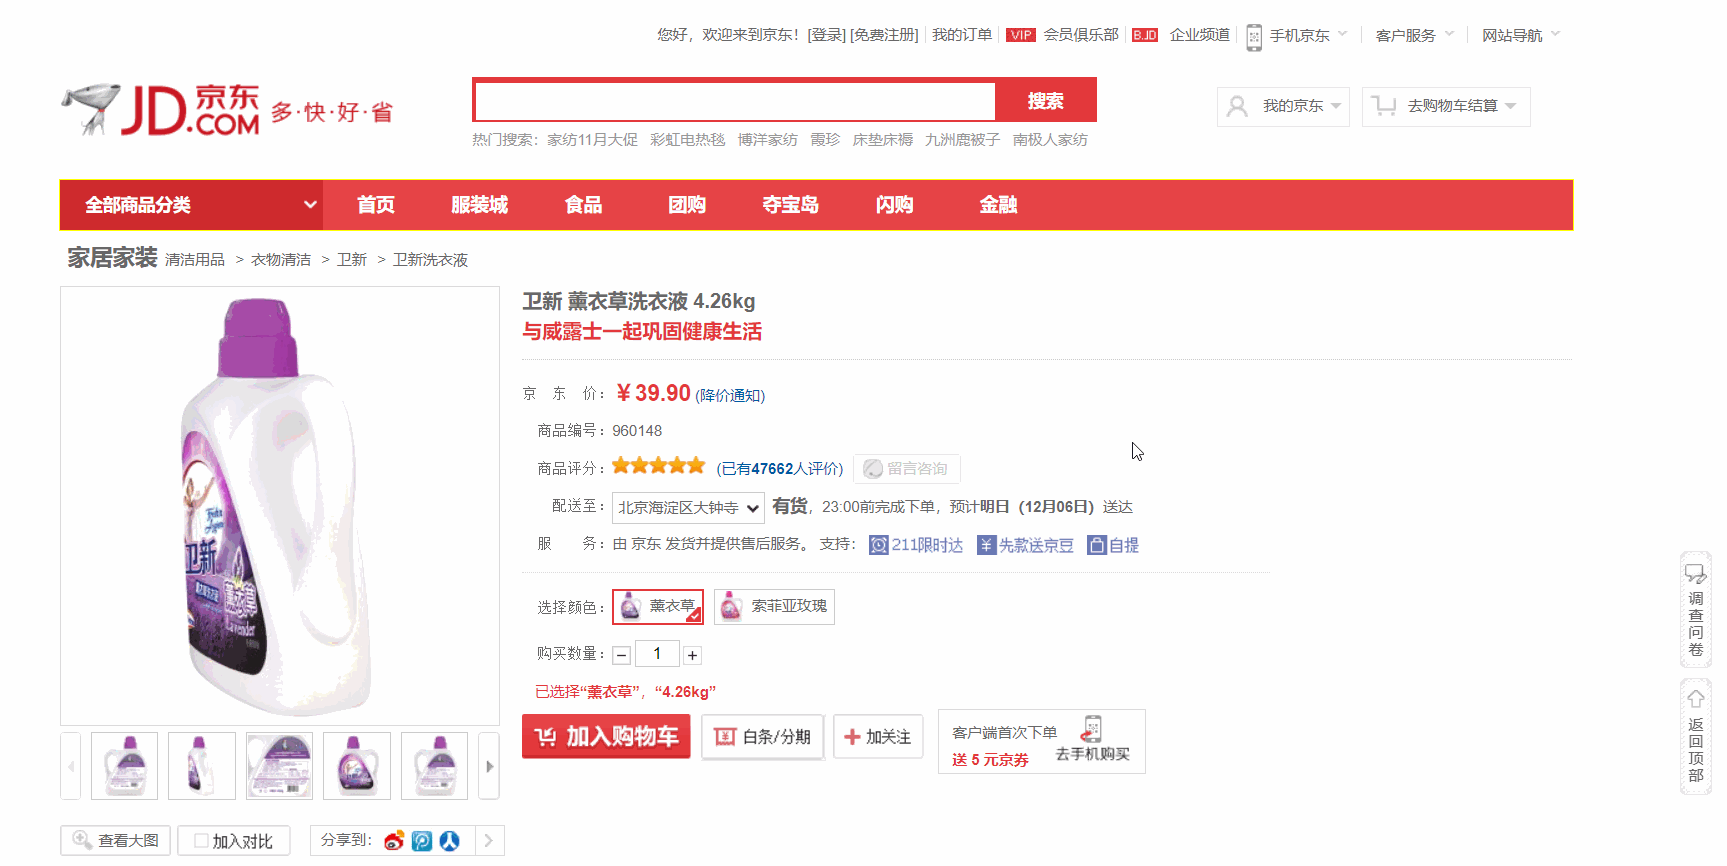 您好，欢迎来到京东！[登录] [免费注册] 我的订单 VIP 会员俱乐部 B.JD 企业频道 手机京东 客户服务 网站导航
JD.COM 京东 多·快·好·省
搜索
我的京东 去购物车结算
热门搜索：家纺11月大促 彩虹电热毯 博洋家纺 霞珍 床垫床褥 九洲鹿被子 南极人家纺
全部商品分类 首页 服装城 食品 团购 夺宝岛 闪购 金融
家居家装 清洁用品 > 衣物清洁 > 卫新 > 卫新洗衣液
卫新 薰衣草洗衣液 4.26kg
与威露士一起巩固健康生活
京 东 价：￥39.90 (降价通知)
商品编号：960148
商品评分： (已有47662人评价) 留言咨询
配送至：北京海淀区大钟寺 有货，23:00前完成下单，预计明日（12月06日）送达
服 务：由 京东 发货并提供售后服务。 支持： 211限时达 ¥先款送京豆 自提
选择颜色： 薰衣草 索菲亚玫瑰
购买数量： − 1 +
已选择“薰衣草”，“4.26kg”
加入购物车 白条/分期 加关注
客户端首次下单
送 5 元京券
去手机购买
卫新
薰衣草
Lavender
查看大图 加入对比 分享到：
调查问卷
返回顶部